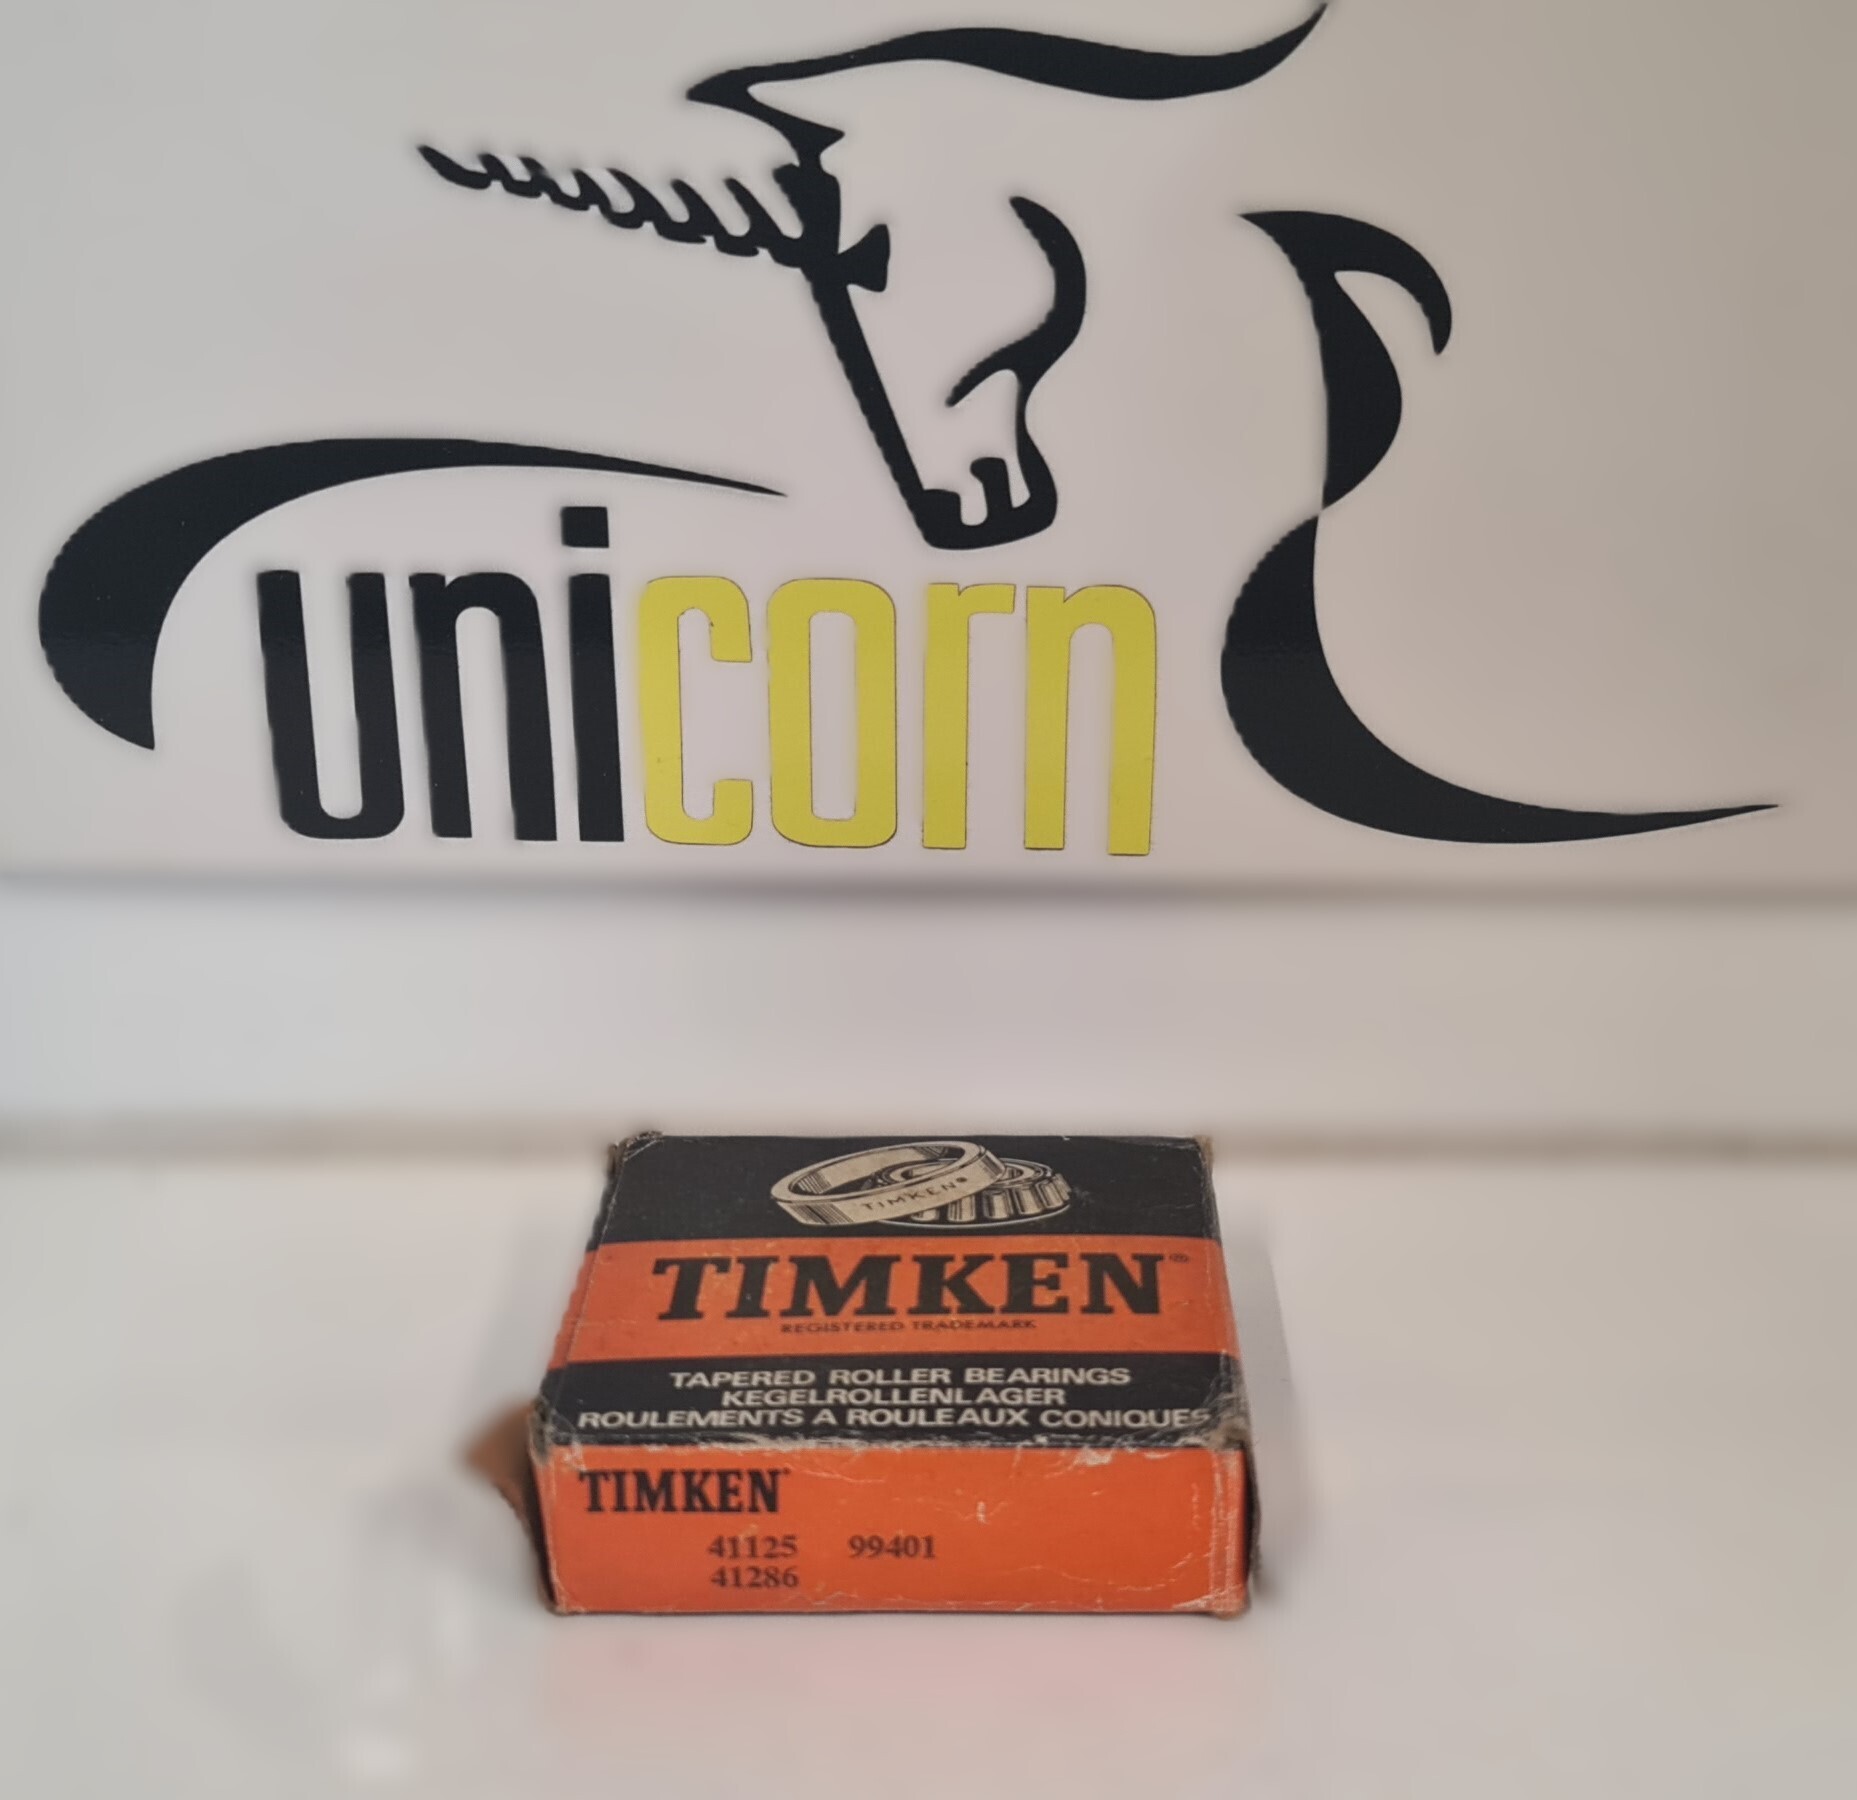 unicorn
TIMKEN®
TIMKEN®
REGISTERED TRADEMARK
TAPERED ROLLER BEARINGS
KEGELROLLENLAGER
ROULEMENTS A ROULEAUX CONIQUES
TIMKEN®
41125 99401
41286